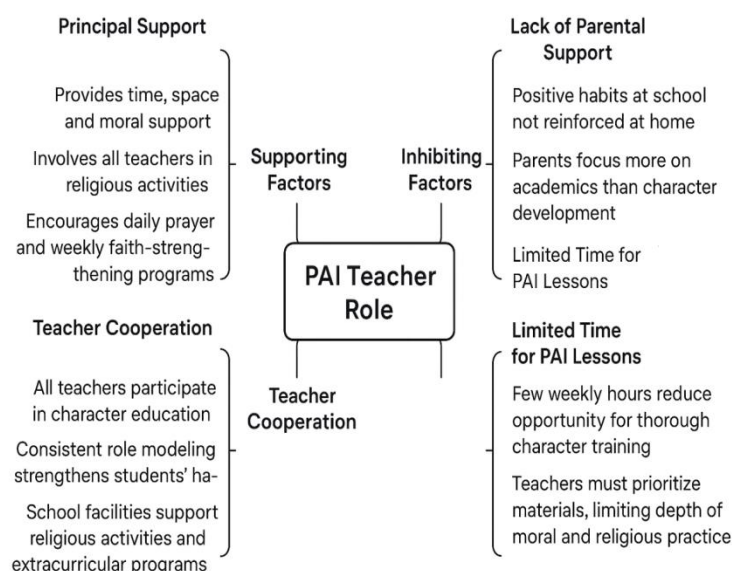 Principal Support
Provides time, space
and moral support
Involves all teachers in
religious activities
Encourages daily prayer
and weekly faith-streng-
thening programs
Supporting
Factors
Teacher Cooperation
All teachers participate
in character education
Consistent role modeling
strengthens students' ha-
School facilities support
religious activities and
extracurricular programs
Teacher
Cooperation
PAI Teacher
Role
Inhibiting
Factors
Lack of Parental
Support
Positive habits at school
not reinforced at home
Parents focus more on
academics than character
development
Limited Time for
PAI Lessons
Limited Time
for PAI Lessons
Few weekly hours reduce
opportunity for thorough
character training
Teachers must prioritize
materials, limiting depth of
moral and religious practice